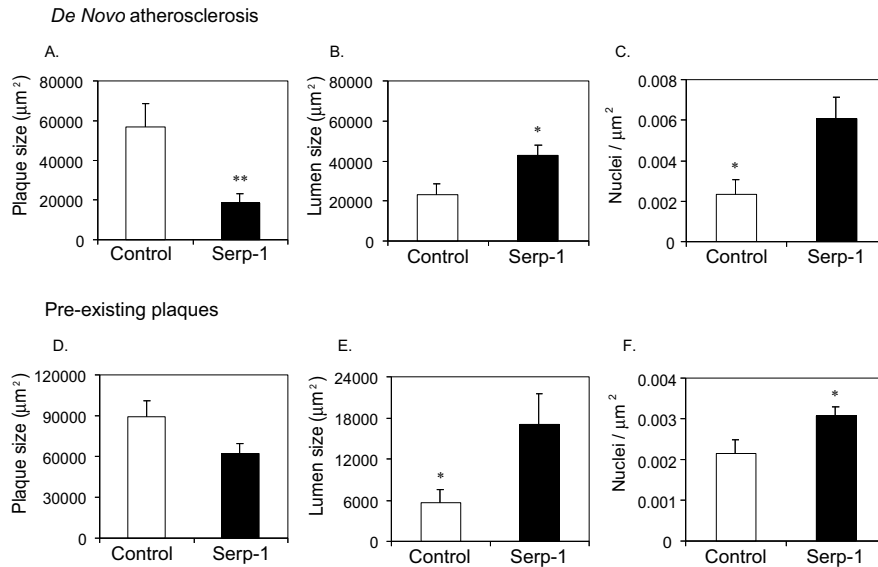 De Novo atherosclerosis
A.
Plaque size (μm²)
80000
60000
40000
20000
0
**
Control
Serp-1
B.
Lumen size (μm²)
80000
60000
40000
20000
0
*
Control
Serp-1
C.
Nuclei / μm²
0.008
0.006
0.004
0.002
0
*
Control
Serp-1
Pre-existing plaques
D.
Plaque size (μm²)
120000
90000
60000
30000
0
Control
Serp-1
E.
Lumen size (μm²)
24000
18000
12000
6000
0
*
Control
Serp-1
F.
Nuclei / μm²
0.004
0.003
0.002
0.001
0
*
Control
Serp-1